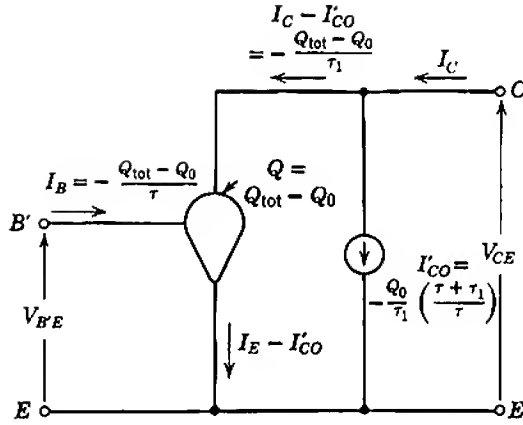 I_C − I'_CO
= − (Q_tot − Q_0)/τ_1
I_C
C
I_B = − (Q_tot − Q_0)/τ
Q =
Q_tot − Q_0
B'
V_B'E
V_CE
I'_CO =
− Q_0/τ_1 ((τ + τ_1)/τ)
I_E − I'_CO
E
E